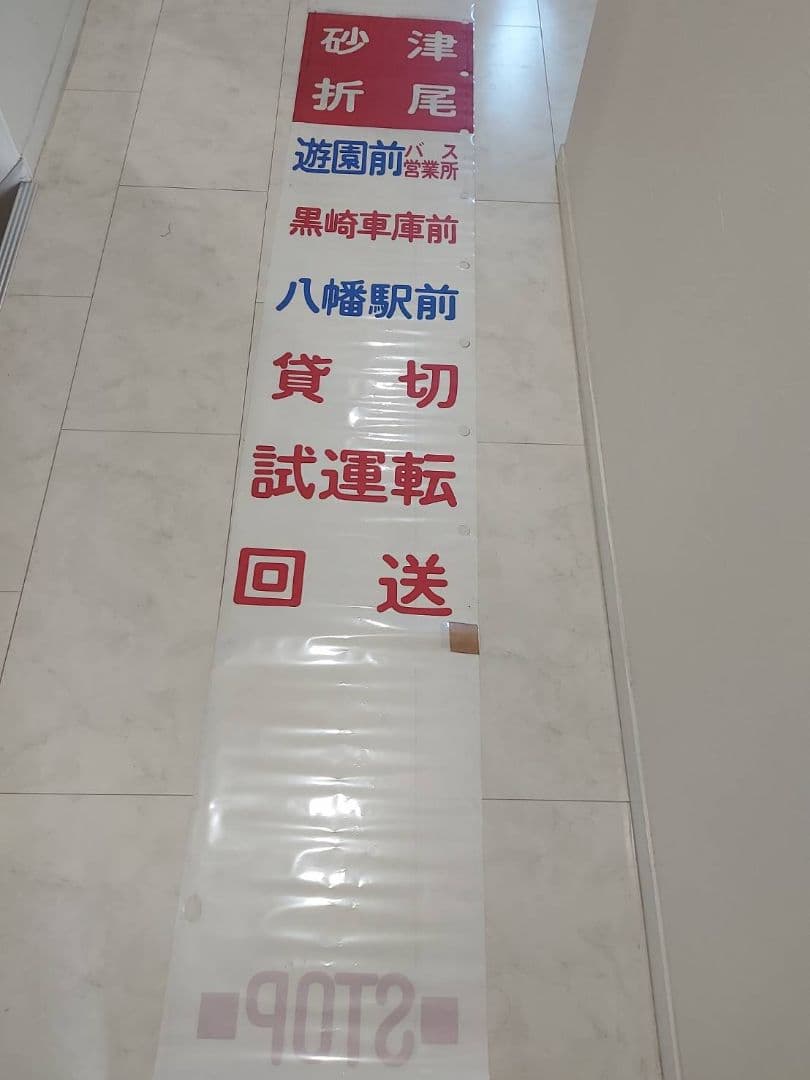 砂津
折尾
遊園前バス営業所
黒崎車庫前
八幡駅前
貸切
試運転
回送
■STOP■